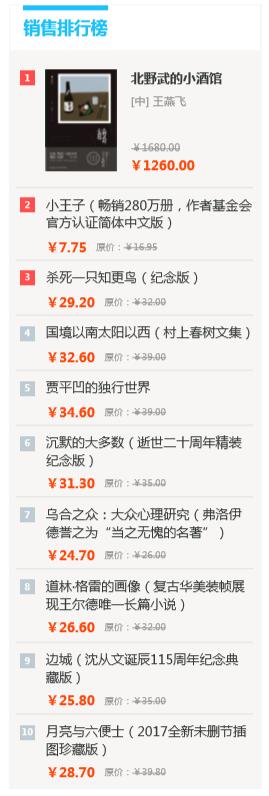 销售排行榜
1
北野武的小酒馆
[中] 王燕飞
￥1680.00
￥1260.00
2
小王子（畅销280万册，作者基金会
官方认证简体中文版）
￥7.75 原价：￥16.95
3
杀死一只知更鸟（纪念版）
￥29.20 原价：￥32.00
4
国境以南太阳以西（村上春树文集）
￥32.60 原价：￥39.00
5
贾平凹的独行世界
￥34.60 原价：￥39.00
6
沉默的大多数（逝世二十周年精装
纪念版）
￥31.30 原价：￥35.00
7
乌合之众：大众心理研究（弗洛伊
德誉之为“当之无愧的名著”）
￥24.70 原价：￥26.00
8
道林·格雷的画像（复古华美装帧展
现王尔德唯一长篇小说）
￥26.60 原价：￥32.00
9
边城（沈从文诞辰115周年纪念典
藏版）
￥25.80 原价：￥35.00
10
月亮与六便士（2017全新未删节插
图珍藏版）
￥28.70 原价：￥39.80